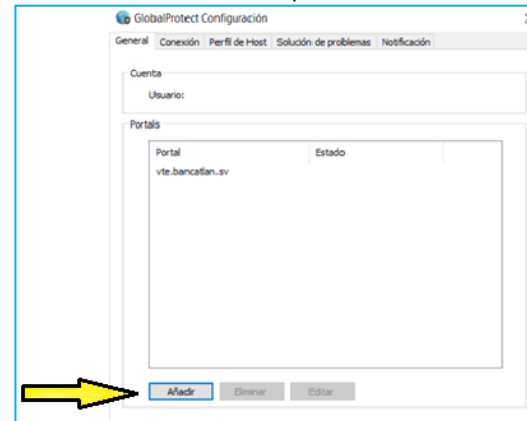 GlobalProtect Configuración
General Conexión Perfil de Host Solución de problemas Notificación
Cuenta
Usuario:
Portals
Portal Estado
vte.bancatlan..sv
Añadir Eliminar Editar